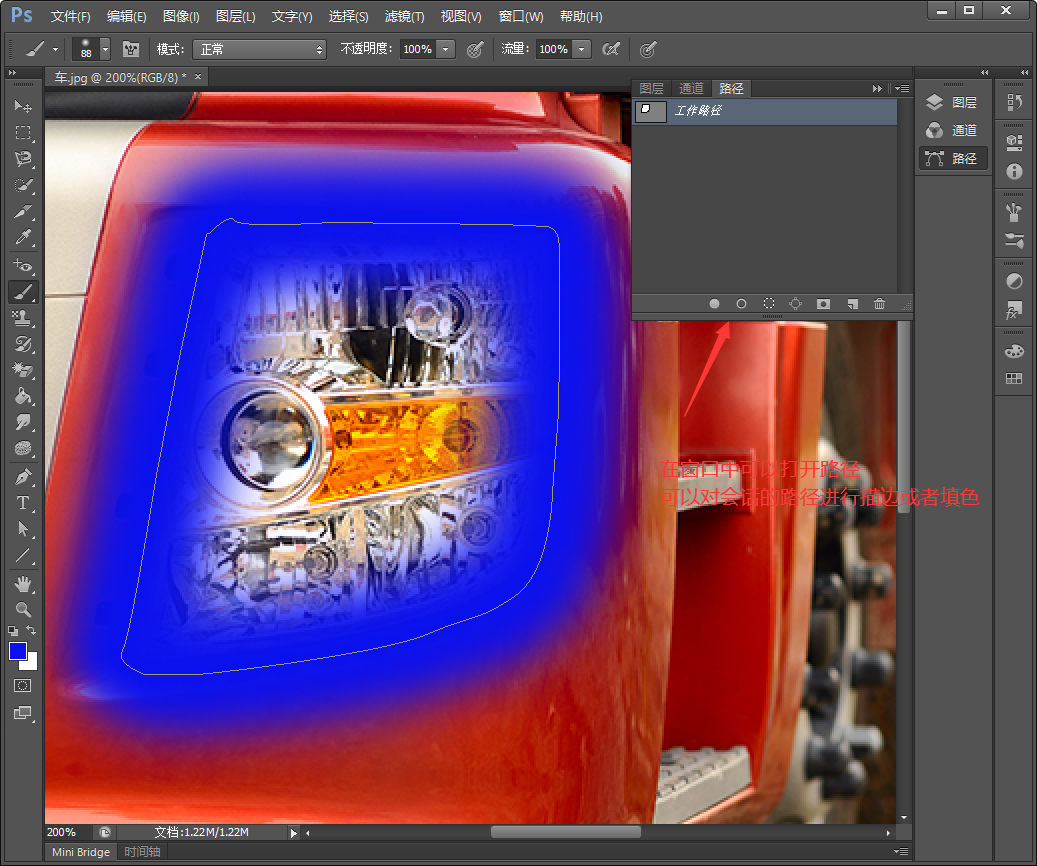 Ps 文件(F) 编辑(E) 图像(I) 图层(L) 文字(Y) 选择(S) 滤镜(T) 视图(V) 窗口(W) 帮助(H)
88 模式: 正常 不透明度: 100% 流量: 100%
车.jpg @ 200%(RGB/8) * ×
图层 通道 路径
工作路径
图层
通道
路径
在窗口中可以打开路径
可以对会话的路径进行描边或者填色
200% 文档:1.22M/1.22M
Mini Bridge 时间轴